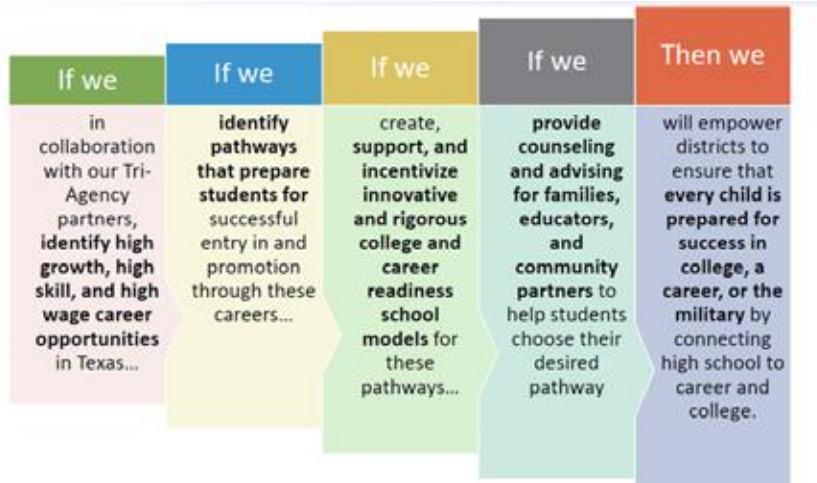 If we
in
collaboration
with our Tri-
Agency
partners,
identify high
growth, high
skill, and high
wage career
opportunities
in Texas...
If we
identify
pathways
that prepare
students for
successful
entry in and
promotion
through these
careers...
If we
create,
support, and
incentivize
innovative
and rigorous
college and
career
readiness
school
models for
these
pathways...
If we
provide
counseling
and advising
for families,
educators,
and
community
partners to
help students
choose their
desired
pathway
Then we
will empower
districts to
ensure that
every child is
prepared for
success in
college, a
career, or the
military by
connecting
high school to
career and
college.